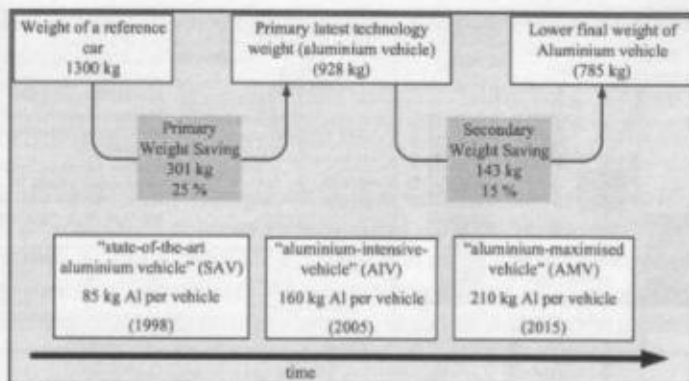 Weight of a reference
car
1300 kg
Primary latest technology
weight (aluminium vehicle)
(928 kg)
Lower final weight of
Aluminium vehicle
(785 kg)
Primary
Weight Saving
301 kg
25 %
Secondary
Weight Saving
143 kg
15 %
"state-of-the-art
aluminium vehicle" (SAV)
85 kg Al per vehicle
(1998)
"aluminium-intensive-
vehicle" (AIV)
160 kg Al per vehicle
(2005)
"aluminium-maximised
vehicle" (AMV)
210 kg Al per vehicle
(2015)
time